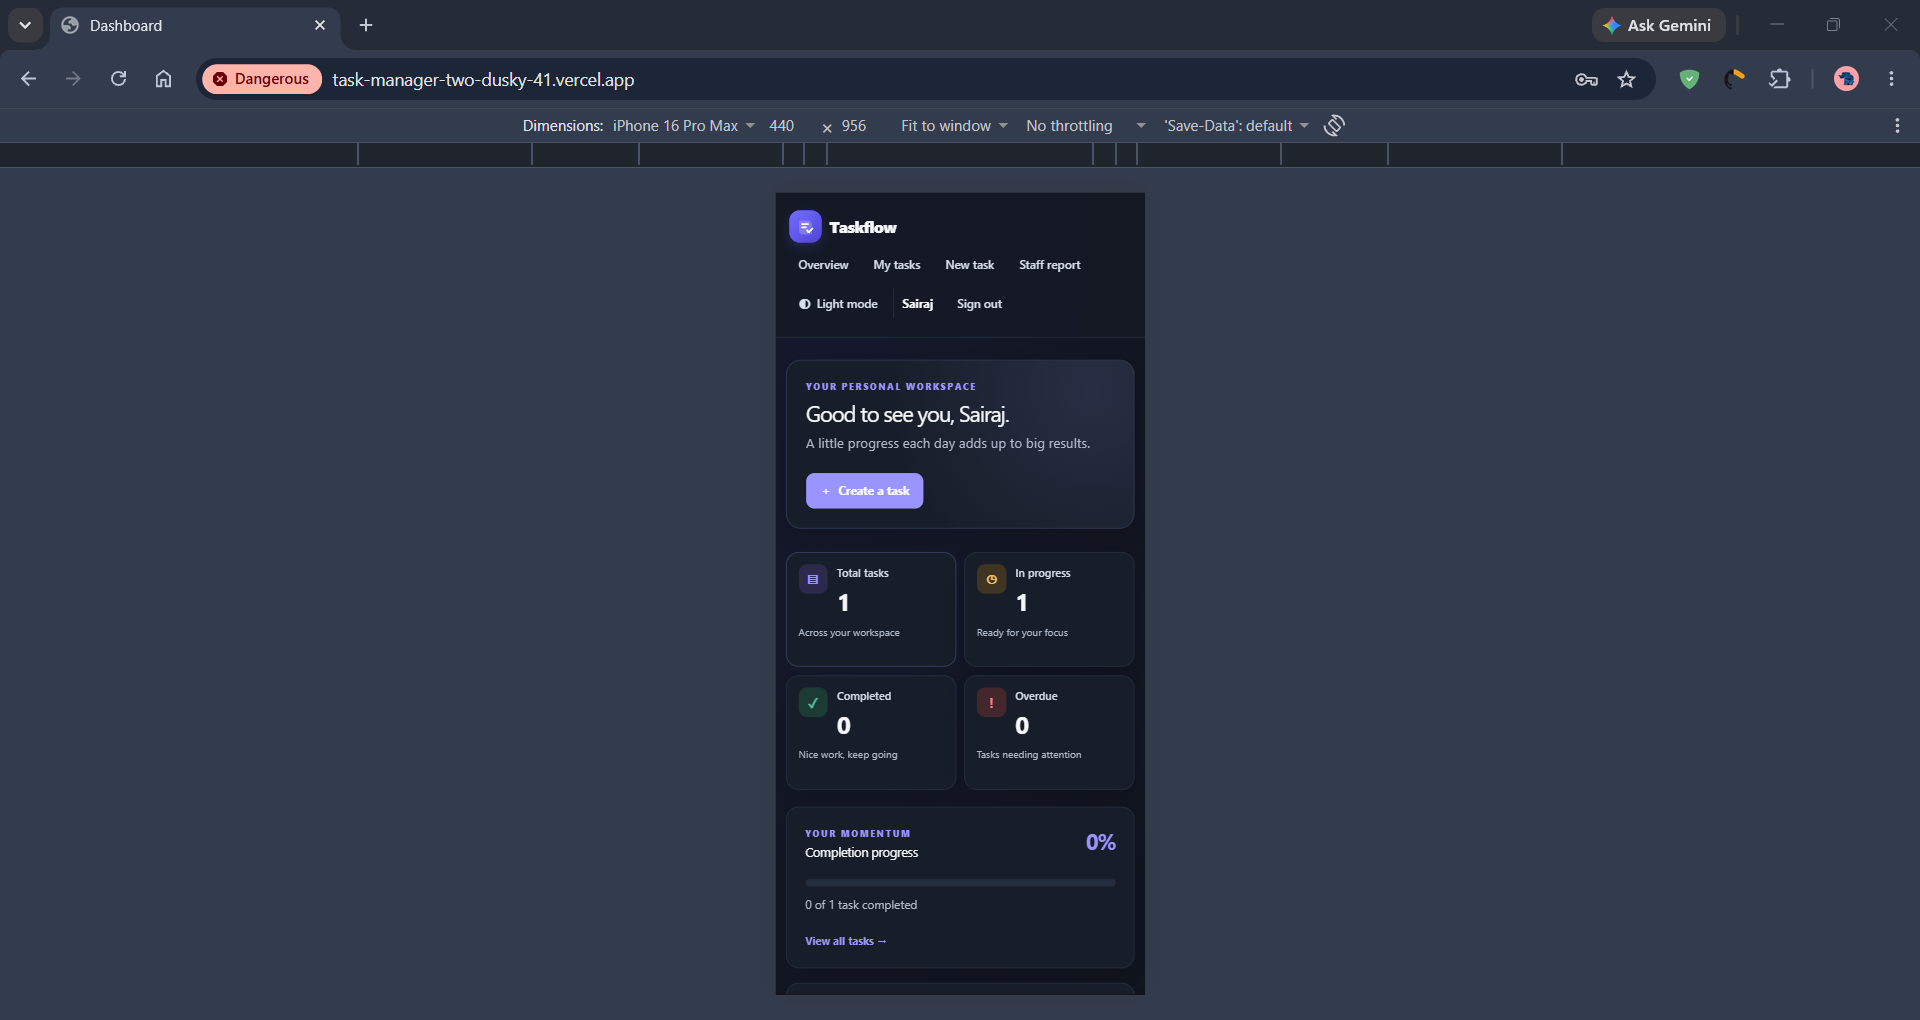 Dashboard
Ask Gemini
Dangerous task-manager-two-dusky-41.vercel.app
Dimensions: iPhone 16 Pro Max 440 × 956 Fit to window No throttling 'Save-Data': default
Taskflow
Overview My tasks New task Staff report
Light mode Sairaj Sign out
YOUR PERSONAL WORKSPACE
Good to see you, Sairaj.
A little progress each day adds up to big results.
+ Create a task
Total tasks
1
Across your workspace
In progress
1
Ready for your focus
Completed
0
Nice work, keep going
Overdue
0
Tasks needing attention
YOUR MOMENTUM
Completion progress
0%
0 of 1 task completed
View all tasks →